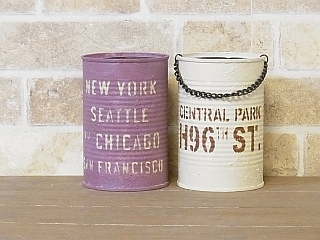 NEW YORK
SEATTLE
CHICAGO
SAN FRANCISCO
CENTRAL PARK
H96TH ST.